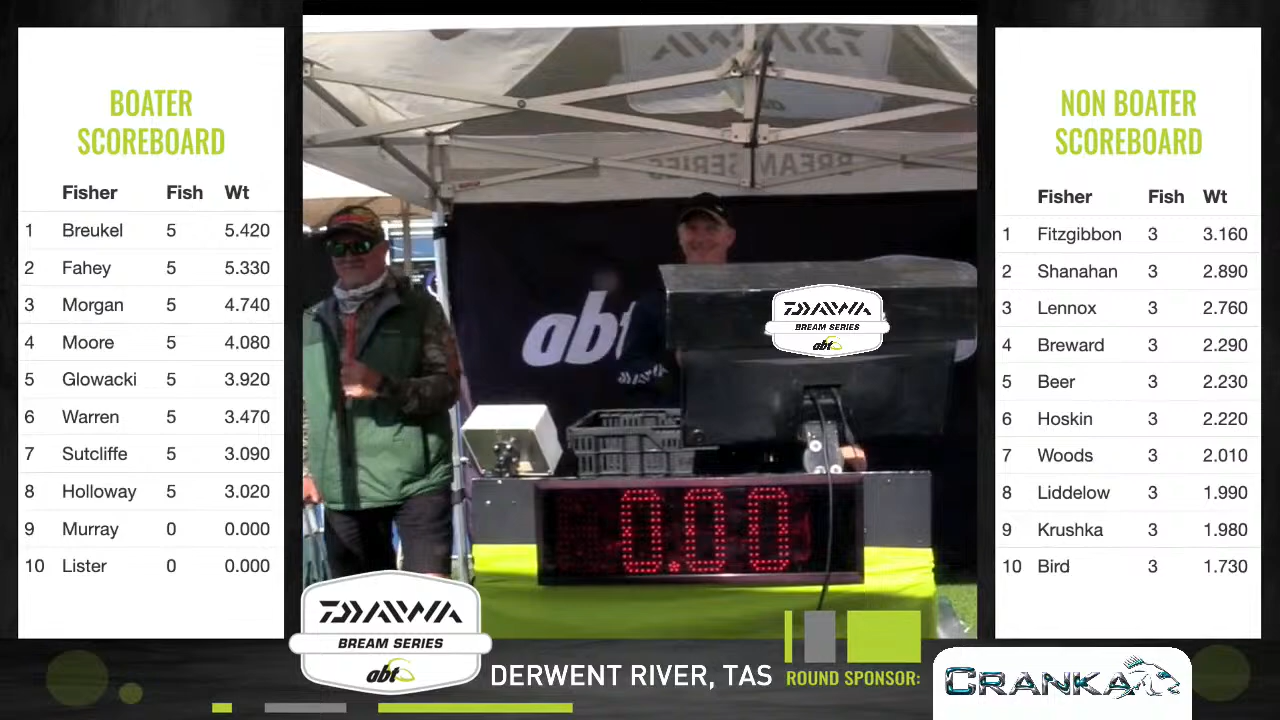 BOATER
SCOREBOARD
Fisher Fish Wt
1 Breukel 5 5.420
2 Fahey 5 5.330
3 Morgan 5 4.740
4 Moore 5 4.080
5 Glowacki 5 3.920
6 Warren 5 3.470
7 Sutcliffe 5 3.090
8 Holloway 5 3.020
9 Murray 0 0.000
10 Lister 0 0.000
DAIWA
BREAM SERIES
abt
DAIWA
BREAM SERIES
abt
DAIWA
0.00
DAIWA
BREAM SERIES
abt
DERWENT RIVER, TAS
ROUND SPONSOR:
CRANKA
NON BOATER
SCOREBOARD
Fisher Fish Wt
1 Fitzgibbon 3 3.160
2 Shanahan 3 2.890
3 Lennox 3 2.760
4 Breward 3 2.290
5 Beer 3 2.230
6 Hoskin 3 2.220
7 Woods 3 2.010
8 Liddelow 3 1.990
9 Krushka 3 1.980
10 Bird 3 1.730